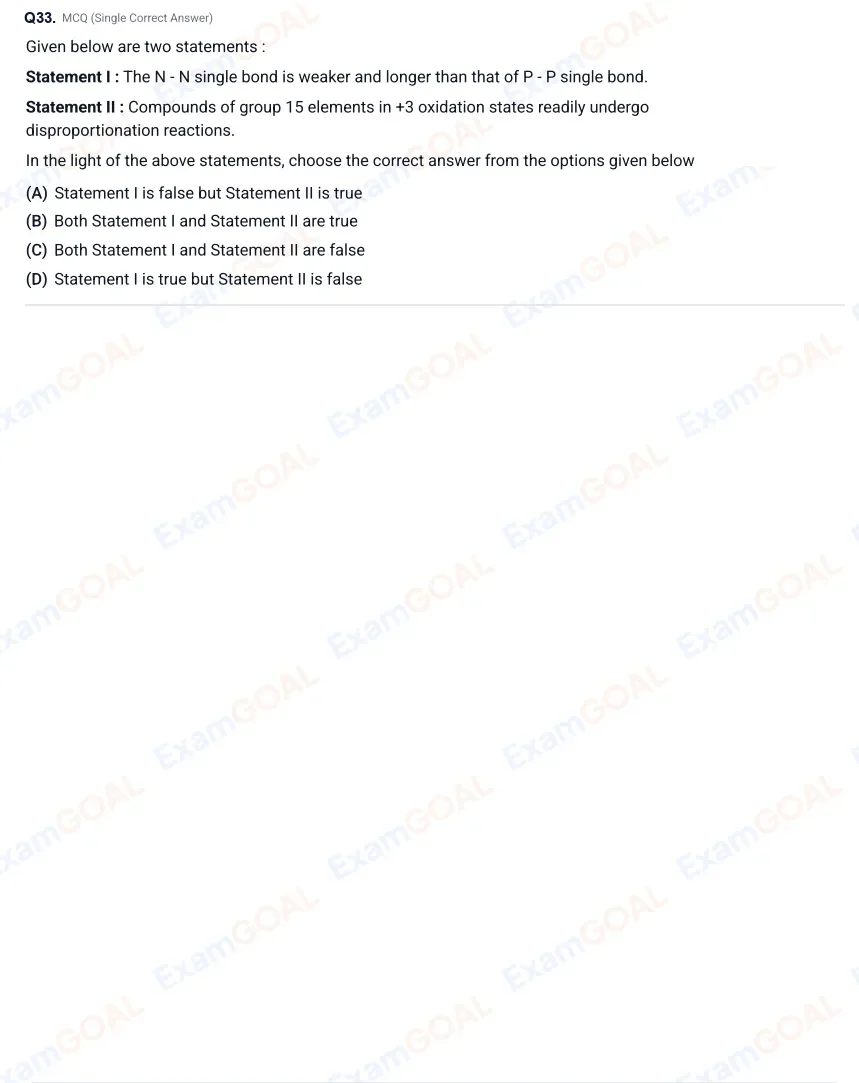 Q33. MCQ (Single Correct Answer)
Given below are two statements :
Statement I : The N - N single bond is weaker and longer than that of P - P single bond.
Statement II : Compounds of group 15 elements in +3 oxidation states readily undergo
disproportionation reactions.
In the light of the above statements, choose the correct answer from the options given below
(A) Statement I is false but Statement II is true
(B) Both Statement I and Statement II are true
(C) Both Statement I and Statement II are false
(D) Statement I is true but Statement II is false